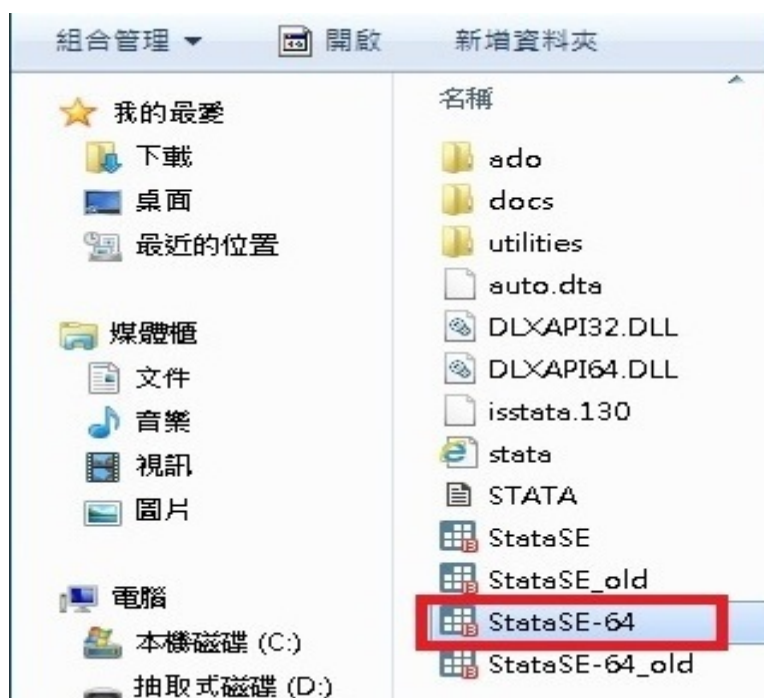 組合管理 開啟 新增資料夾
我的最愛
下載
桌面
最近的位置
媒體櫃
文件
音樂
視訊
圖片
電腦
本機磁碟 (C:)
抽取式磁碟 (D:)
名稱
ado
docs
utilities
auto.dta
DLXAPI32.DLL
DLXAPI64.DLL
isstata.130
stata
STATA
StataSE
StataSE_old
StataSE-64
StataSE-64_old